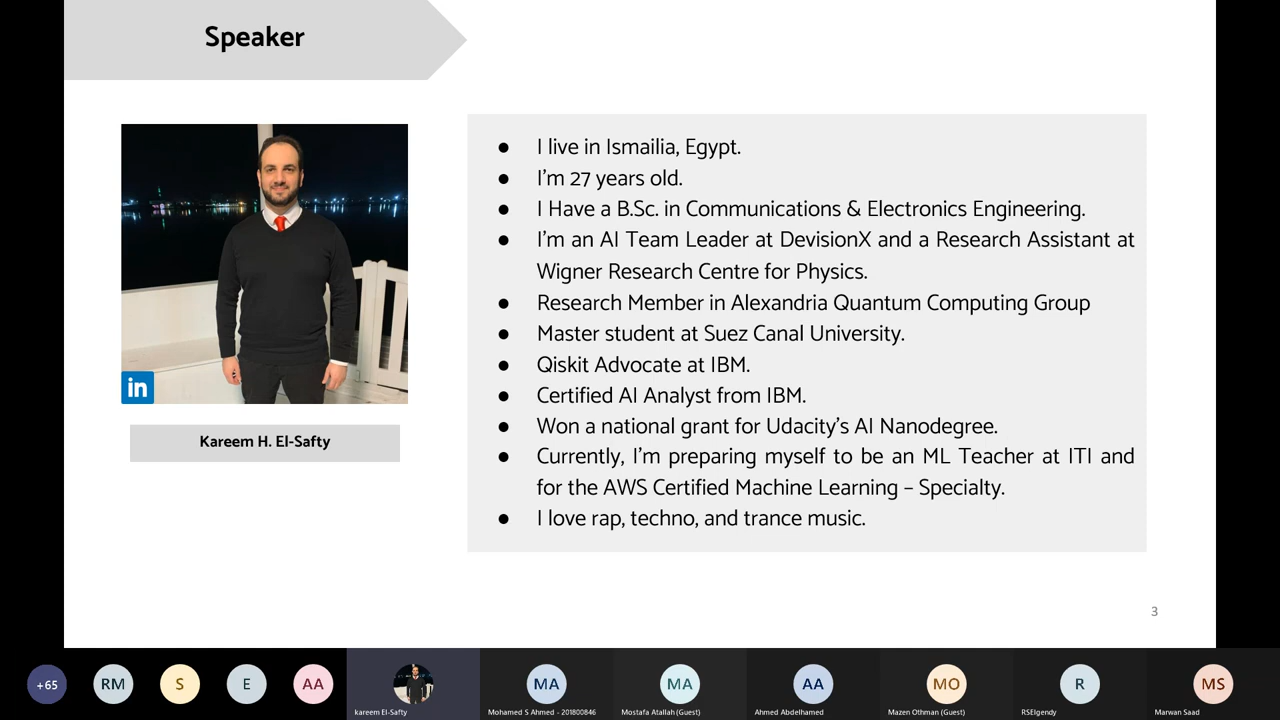 Speaker
in
Kareem H. El-Safty
● I live in Ismailia, Egypt.
● I'm 27 years old.
● I Have a B.Sc. in Communications & Electronics Engineering.
● I'm an AI Team Leader at DevisionX and a Research Assistant at
Wigner Research Centre for Physics.
● Research Member in Alexandria Quantum Computing Group
● Master student at Suez Canal University.
● Qiskit Advocate at IBM.
● Certified AI Analyst from IBM.
● Won a national grant for Udacity's AI Nanodegree.
● Currently, I'm preparing myself to be an ML Teacher at ITI and
for the AWS Certified Machine Learning – Specialty.
● I love rap, techno, and trance music.
3
+65 RM S E AA MA MA AA MO R MS
kareem El-Safty Mohamed S Ahmed - 201800846 Mostafa Atallah (Guest) Ahmed Abdelhamed Mazen Othman (Guest) RSElgendy Marwan Saad